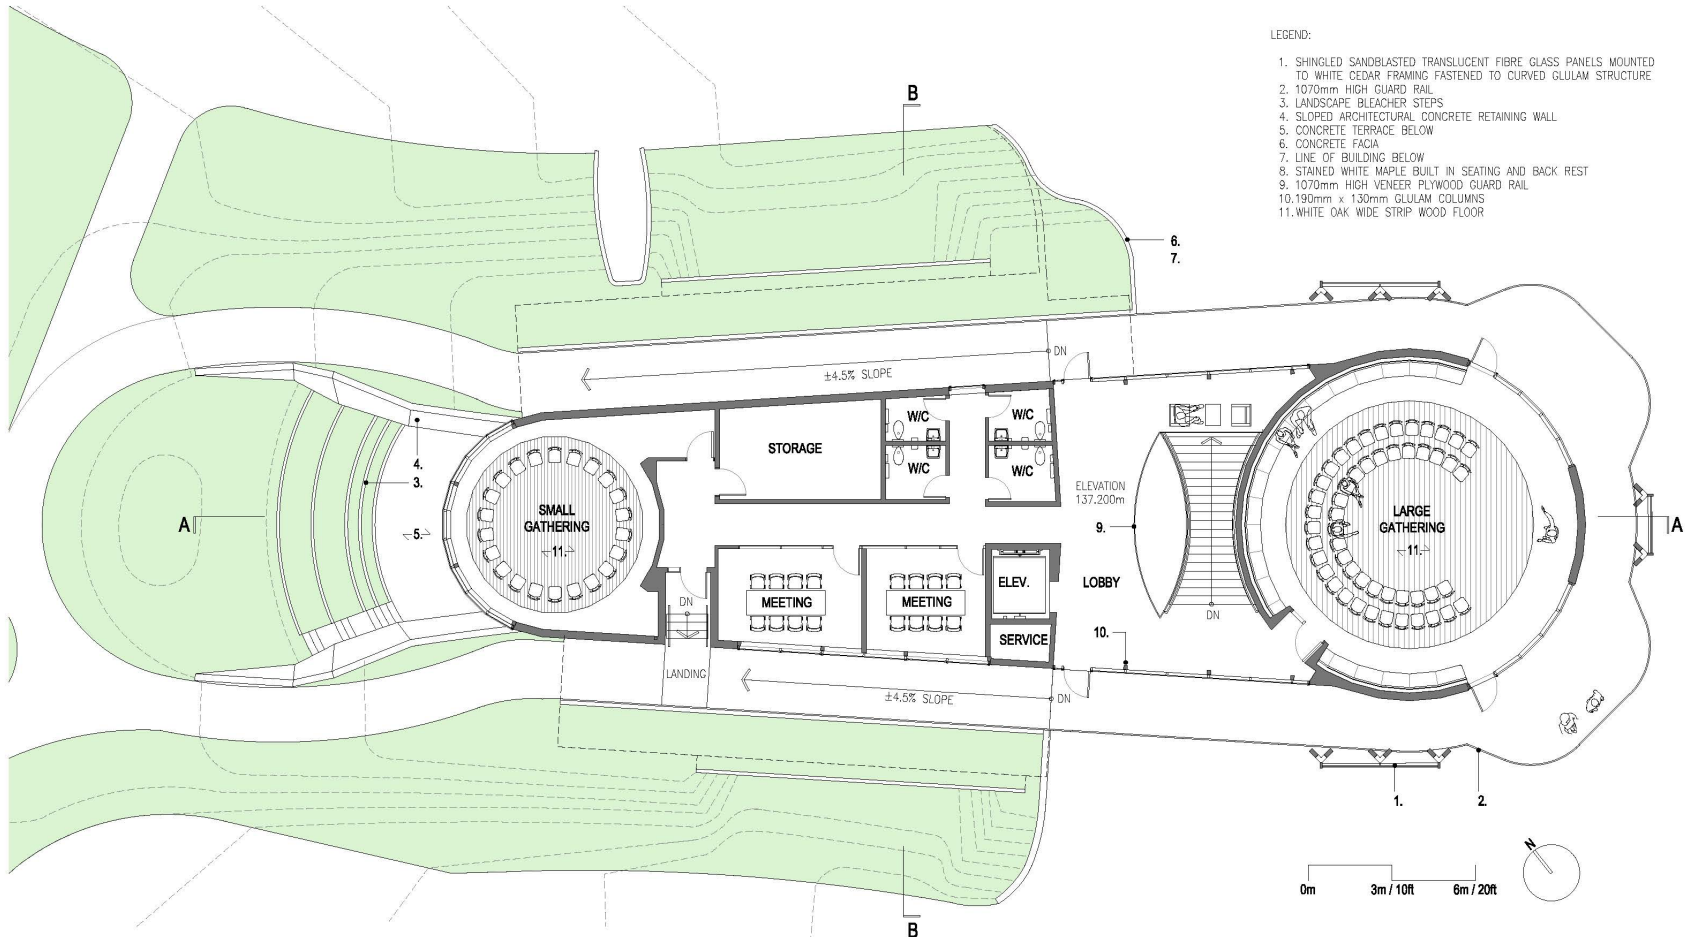 LEGEND:
1. SHINGLED SANDBLASTED TRANSLUCENT FIBRE GLASS PANELS MOUNTED
TO WHITE CEDAR FRAMING FASTENED TO CURVED GLULAM STRUCTURE
2. 1070mm HIGH GUARD RAIL
3. LANDSCAPE BLEACHER STEPS
4. SLOPED ARCHITECTURAL CONCRETE RETAINING WALL
5. CONCRETE TERRACE BELOW
6. CONCRETE FACIA
7. LINE OF BUILDING BELOW
8. STAINED WHITE MAPLE BUILT IN SEATING AND BACK REST
9. 1070mm HIGH VENEER PLYWOOD GUARD RAIL
10.190mm x 130mm GLULAM COLUMNS
11.WHITE OAK WIDE STRIP WOOD FLOOR
B
6.
7.
DN
±4.5% SLOPE
W/C
W/C
STORAGE
W/C
W/C
4.
3.
ELEVATION
137.200m
A
SMALL
GATHERING
11.
5.
9.
LARGE
GATHERING
11.
A
ELEV.
LOBBY
MEETING
MEETING
DN
DN
10.
SERVICE
LANDING
±4.5% SLOPE
DN
1.
2.
N
0m
3m / 10ft
6m / 20ft
B